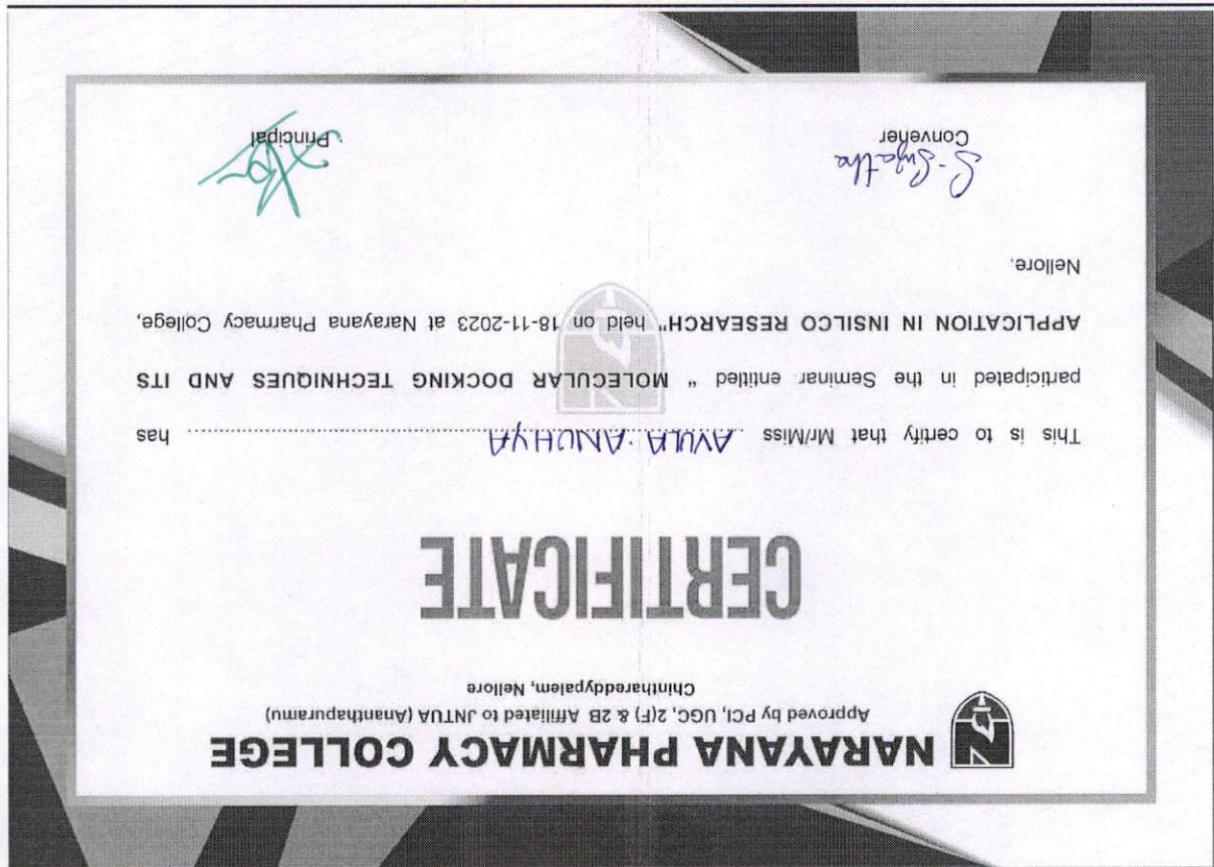 NARAYANA PHARMACY COLLEGE
Approved by PCI, UGC, 2(F) & 2B Affiliated to JNTUA (Ananthapuramu)
Chinthareddypalem, Nellore
CERTIFICATE
This is to certify that Mr/Miss AVULA ANUHYA has
participated in the Seminar entitled " MOLECULAR DOCKING TECHNIQUES AND ITS
APPLICATION IN INSILCO RESEARCH" held on 18-11-2023 at Narayana Pharmacy College,
Nellore.
S. Sujatha
Convener
Principal